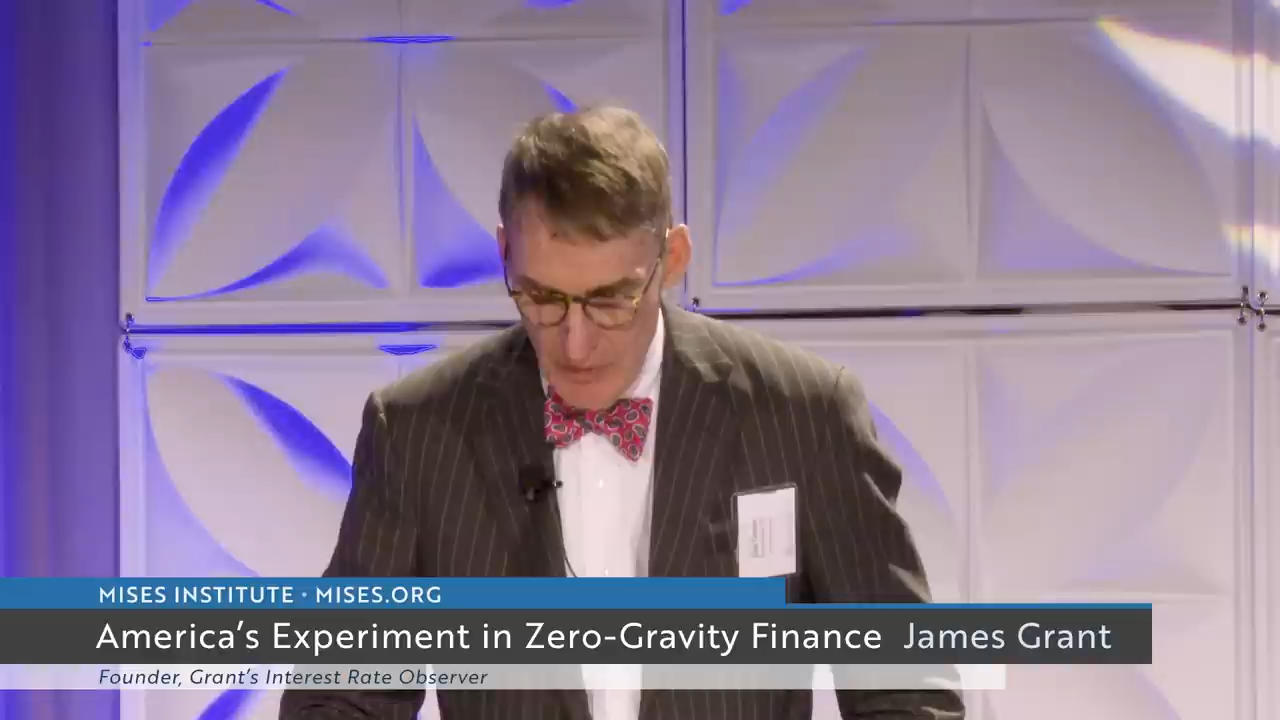 MISES INSTITUTE • MISES.ORG
America's Experiment in Zero-Gravity Finance James Grant
Founder, Grant's Interest Rate Observer